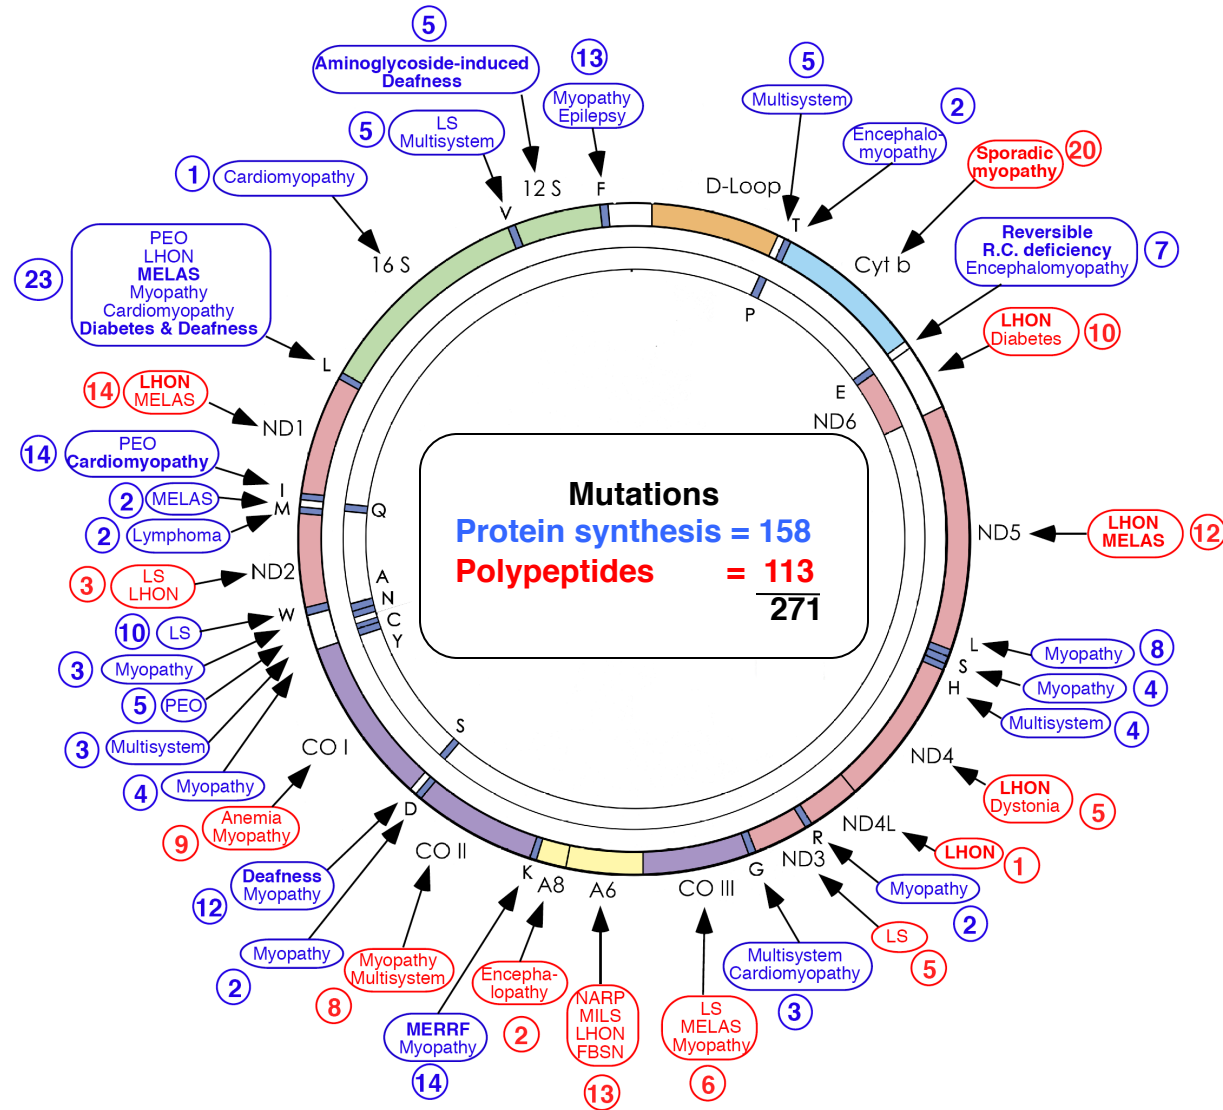 5
Aminoglycoside-induced
Deafness
13
Myopathy
Epilepsy
5
Multisystem
2
Encephalo-
myopathy
5
LS
Multisystem
20
Sporadic
myopathy
1
Cardiomyopathy
V
12 S
F
D-Loop
T
16 S
Cyt b
7
Reversible
R.C. deficiency
Encephalomyopathy
23
PEO
LHON
MELAS
Myopathy
Cardiomyopathy
Diabetes & Deafness
L
P
E
ND6
10
LHON
Diabetes
14
LHON
MELAS
ND1
14
PEO
Cardiomyopathy
I
2
MELAS
M
2
Lymphoma
Q
Mutations
Protein synthesis = 158
Polypeptides = 113
271
ND5
LHON
MELAS
12
3
LS
LHON
ND2
A
N
C
Y
W
10
LS
3
Myopathy
5
PEO
3
Multisystem
4
Myopathy
L
Myopathy
8
S
Myopathy
4
H
Multisystem
4
S
CO I
9
Anemia
Myopathy
ND4
LHON
Dystonia
5
D
12
Deafness
Myopathy
2
Myopathy
CO II
8
Myopathy
Multisystem
K
14
MERRF
Myopathy
A8
2
Encepha-
lopathy
A6
NARP
MILS
LHON
FBSN
13
CO III
LS
MELAS
Myopathy
6
G
Multisystem
Cardiomyopathy
3
ND3
LS
5
R
Myopathy
2
ND4L
LHON
1